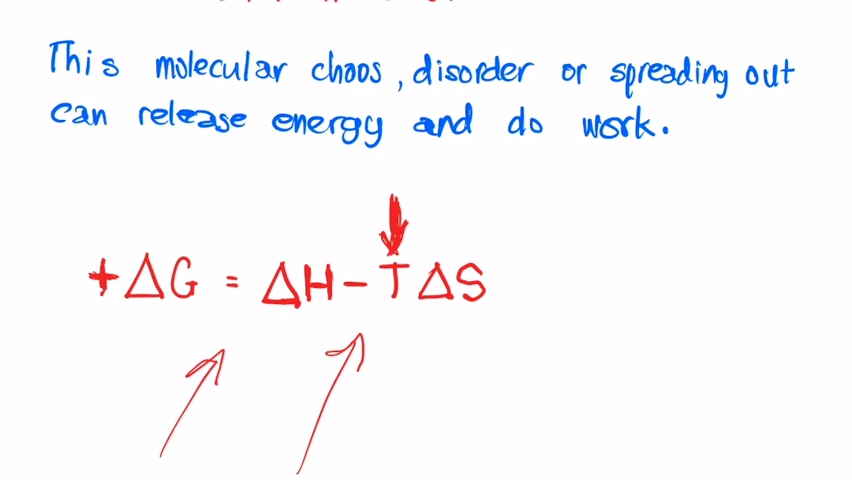 This molecular chaos, disorder or spreading out
can release energy and do work.
+ΔG = ΔH - TΔS